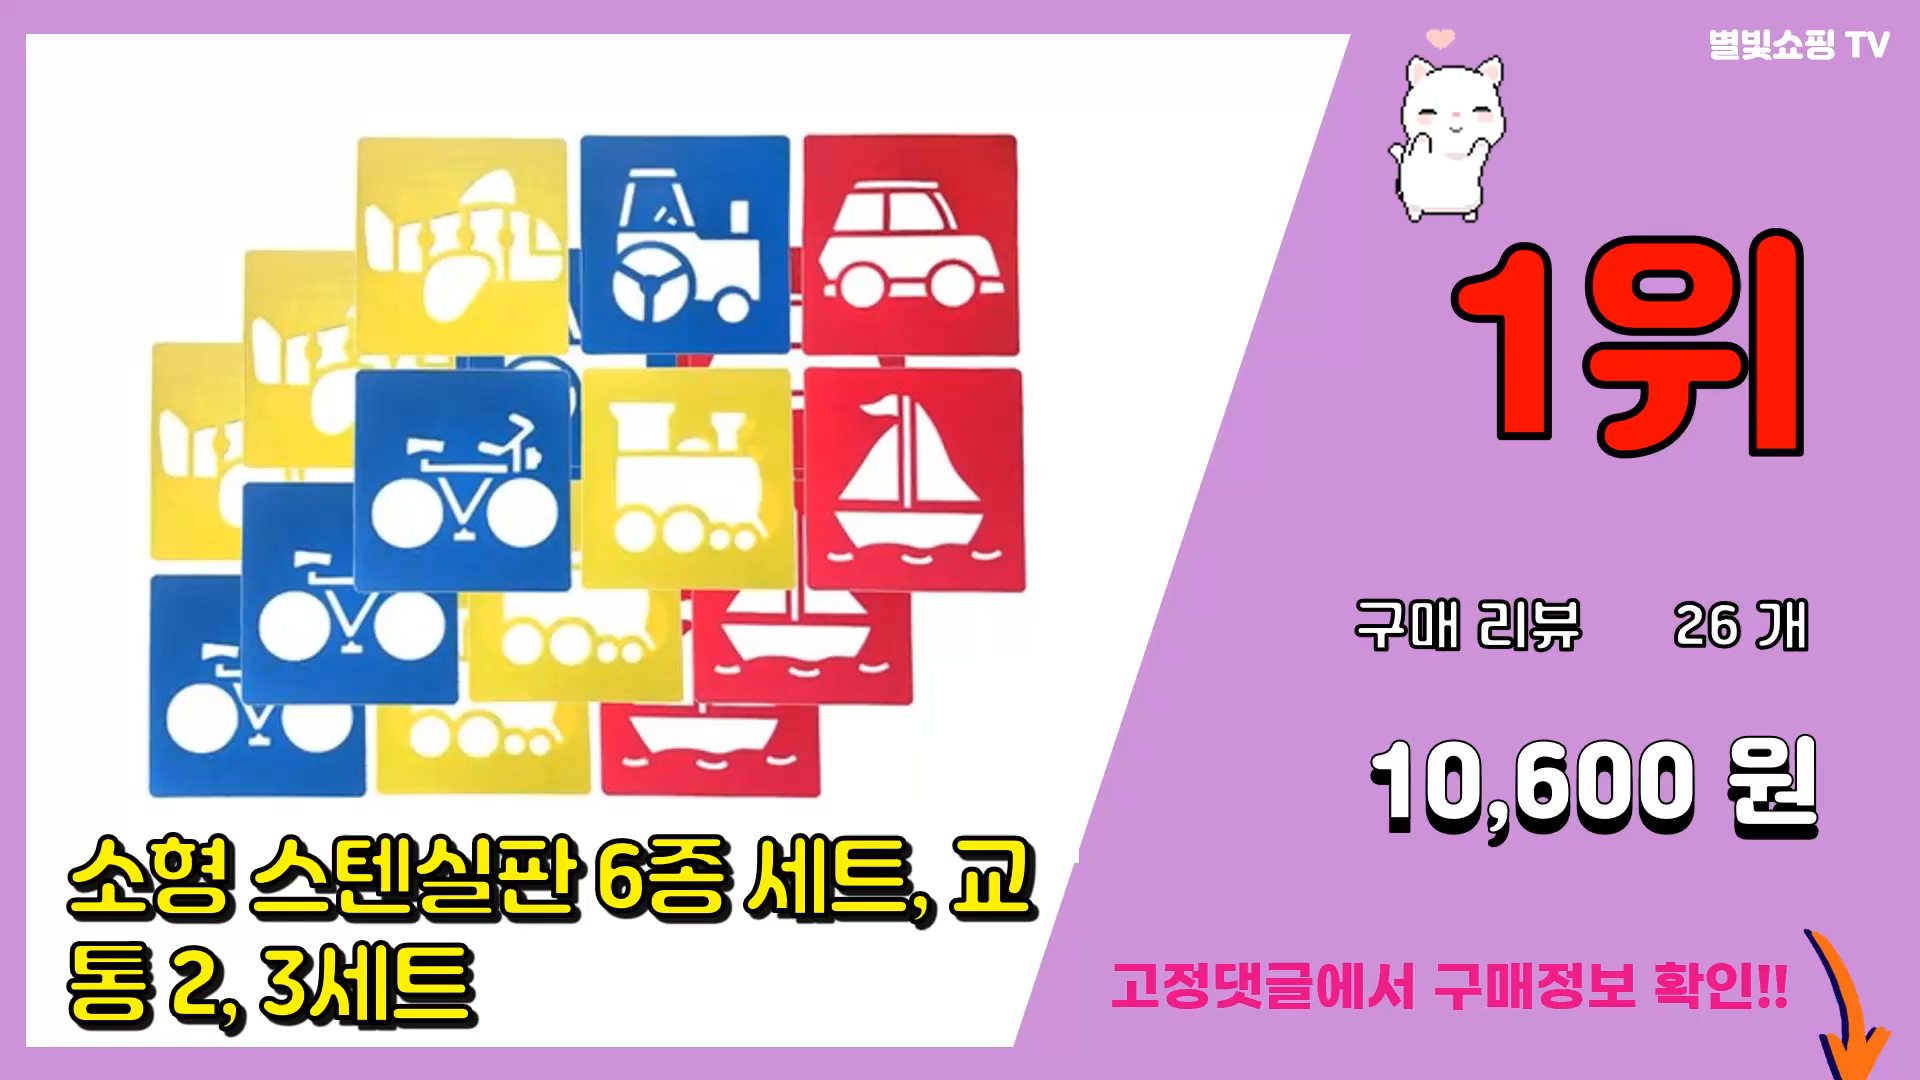 별빛쇼핑 TV
1위
구매 리뷰 26 개
10,600 원
소형 스텐실판 6종 세트, 교
통 2, 3세트
고정댓글에서 구매정보 확인!!